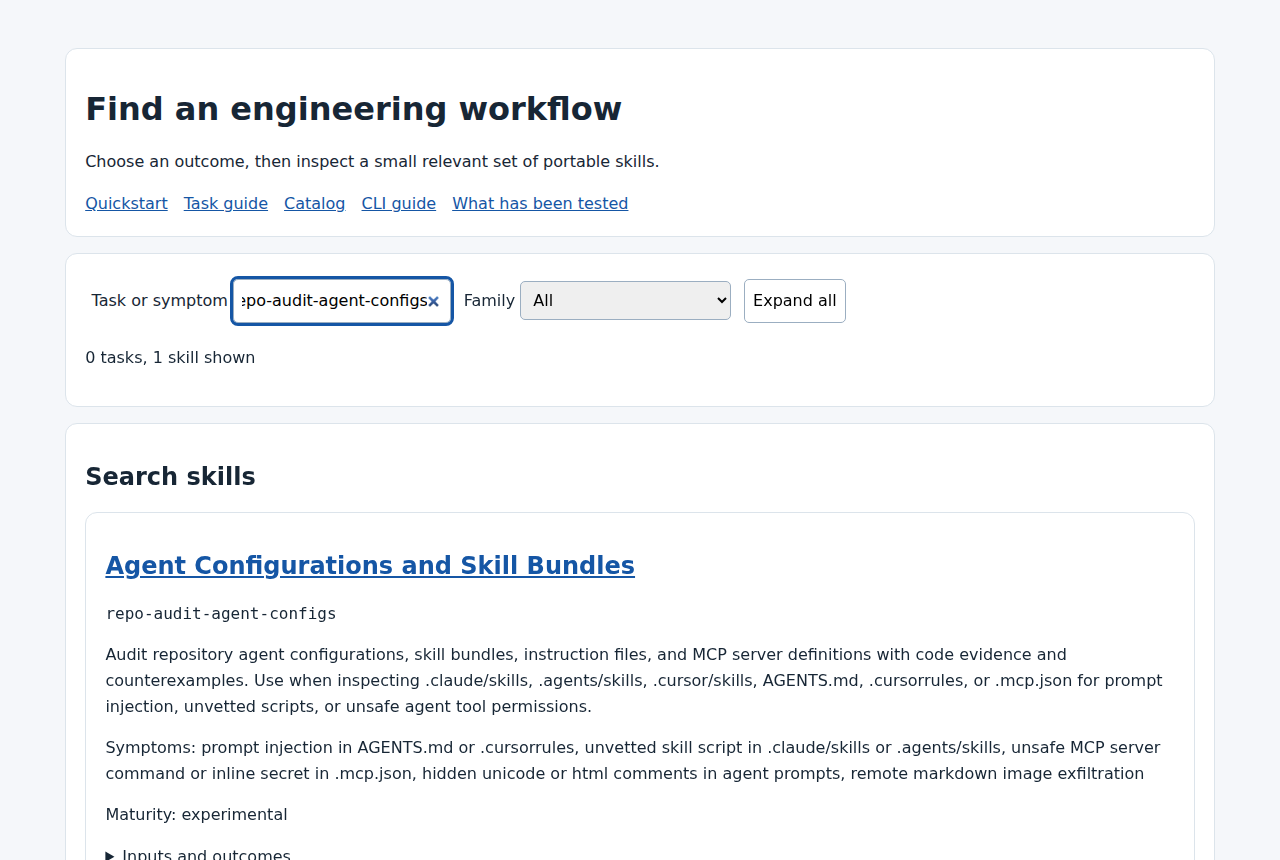 Find an engineering workflow
Choose an outcome, then inspect a small relevant set of portable skills.
Quickstart Task guide Catalog CLI guide What has been tested
Task or symptom epo-audit-agent-configs Family All Expand all
0 tasks, 1 skill shown
Search skills
Agent Configurations and Skill Bundles
repo-audit-agent-configs
Audit repository agent configurations, skill bundles, instruction files, and MCP server definitions with code evidence and
counterexamples. Use when inspecting .claude/skills, .agents/skills, .cursor/skills, AGENTS.md, .cursorrules, or .mcp.json for prompt
injection, unvetted scripts, or unsafe agent tool permissions.
Symptoms: prompt injection in AGENTS.md or .cursorrules, unvetted skill script in .claude/skills or .agents/skills, unsafe MCP server
command or inline secret in .mcp.json, hidden unicode or html comments in agent prompts, remote markdown image exfiltration
Maturity: experimental
Inputs and outcomes